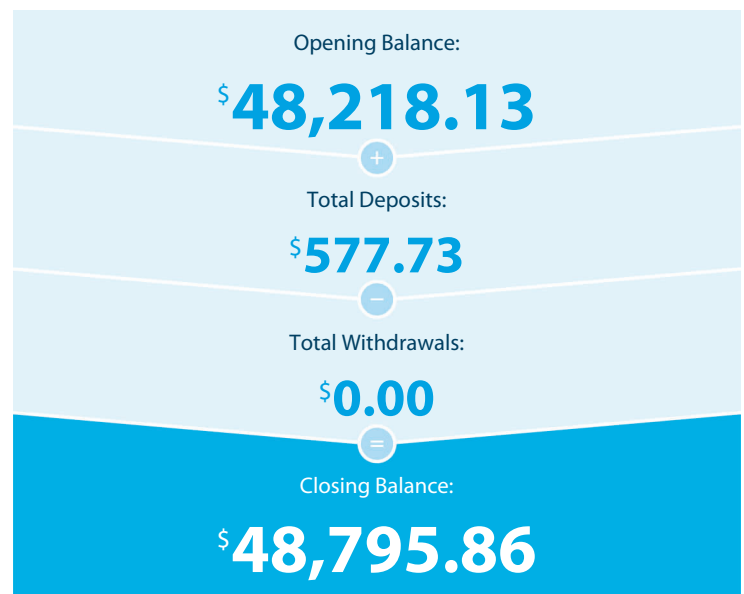 Opening Balance:
$48,218.13
+
Total Deposits:
$577.73
−
Total Withdrawals:
$0.00
=
Closing Balance:
$48,795.86